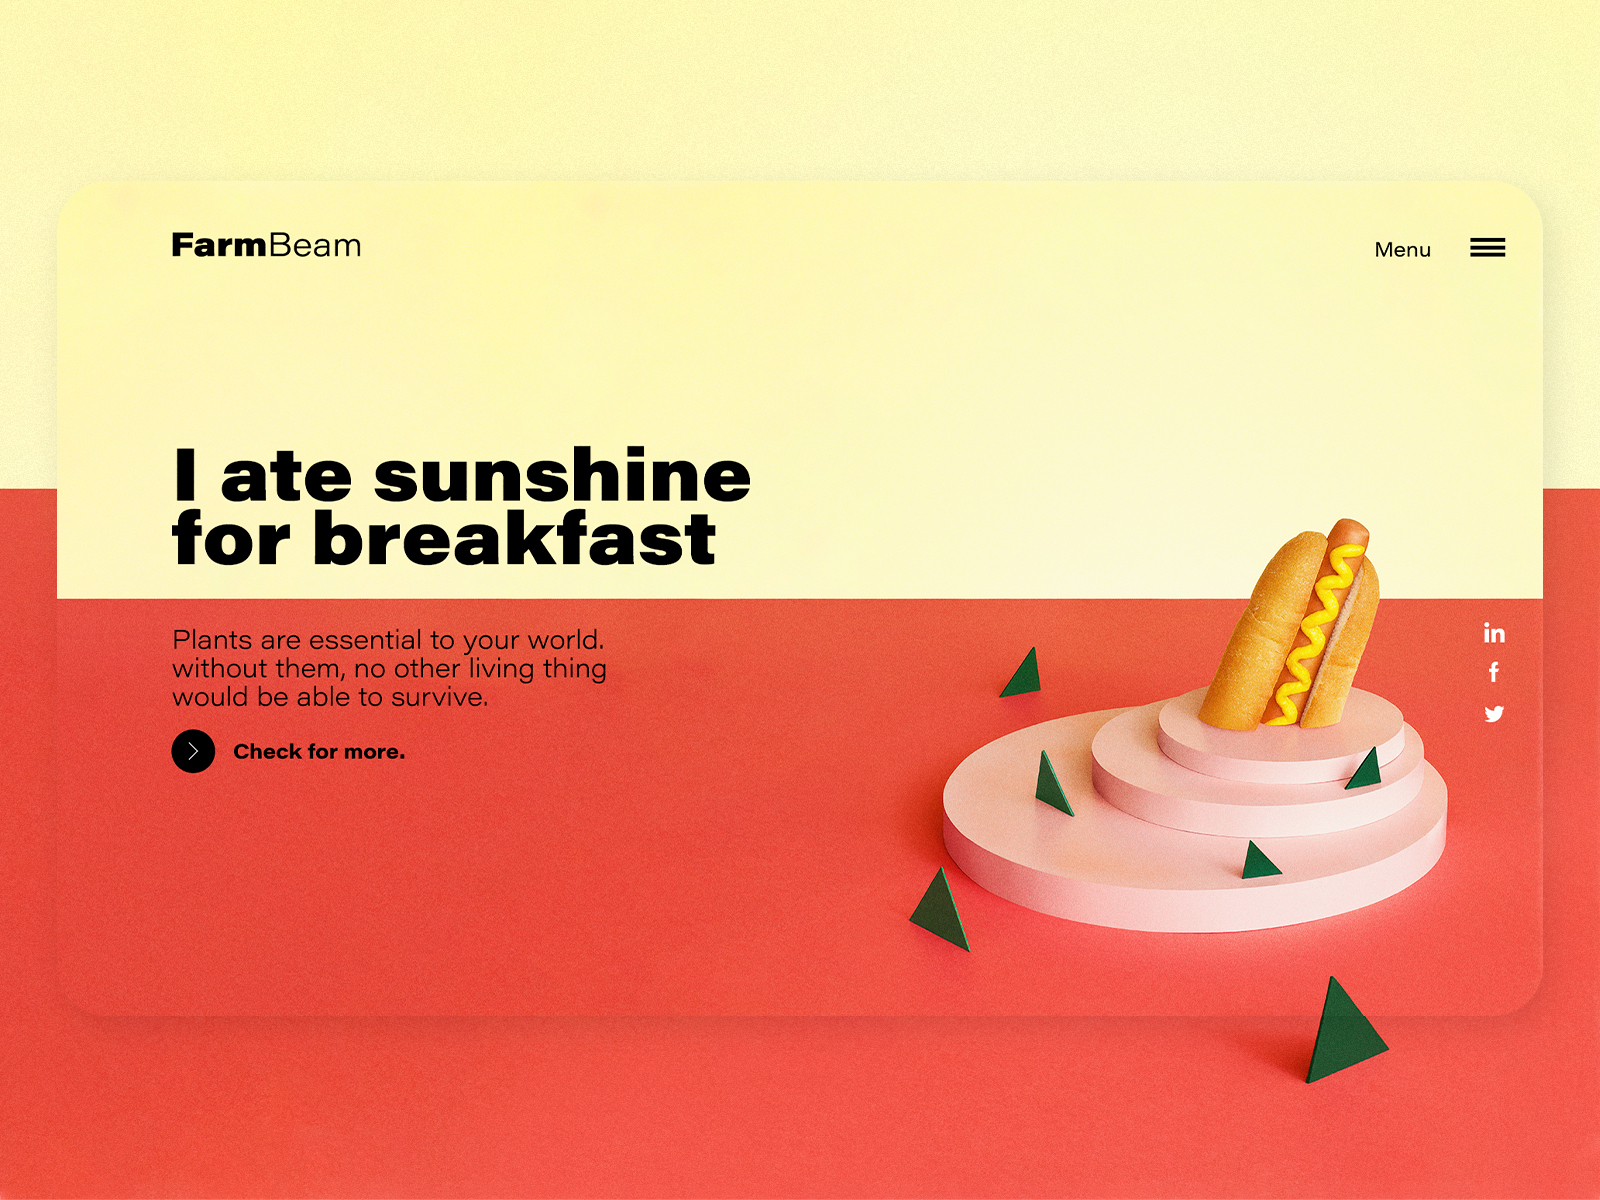 FarmBeam
Menu
I ate sunshine
for breakfast
Plants are essential to your world.
without them, no other living thing
would be able to survive.
Check for more.
in
f